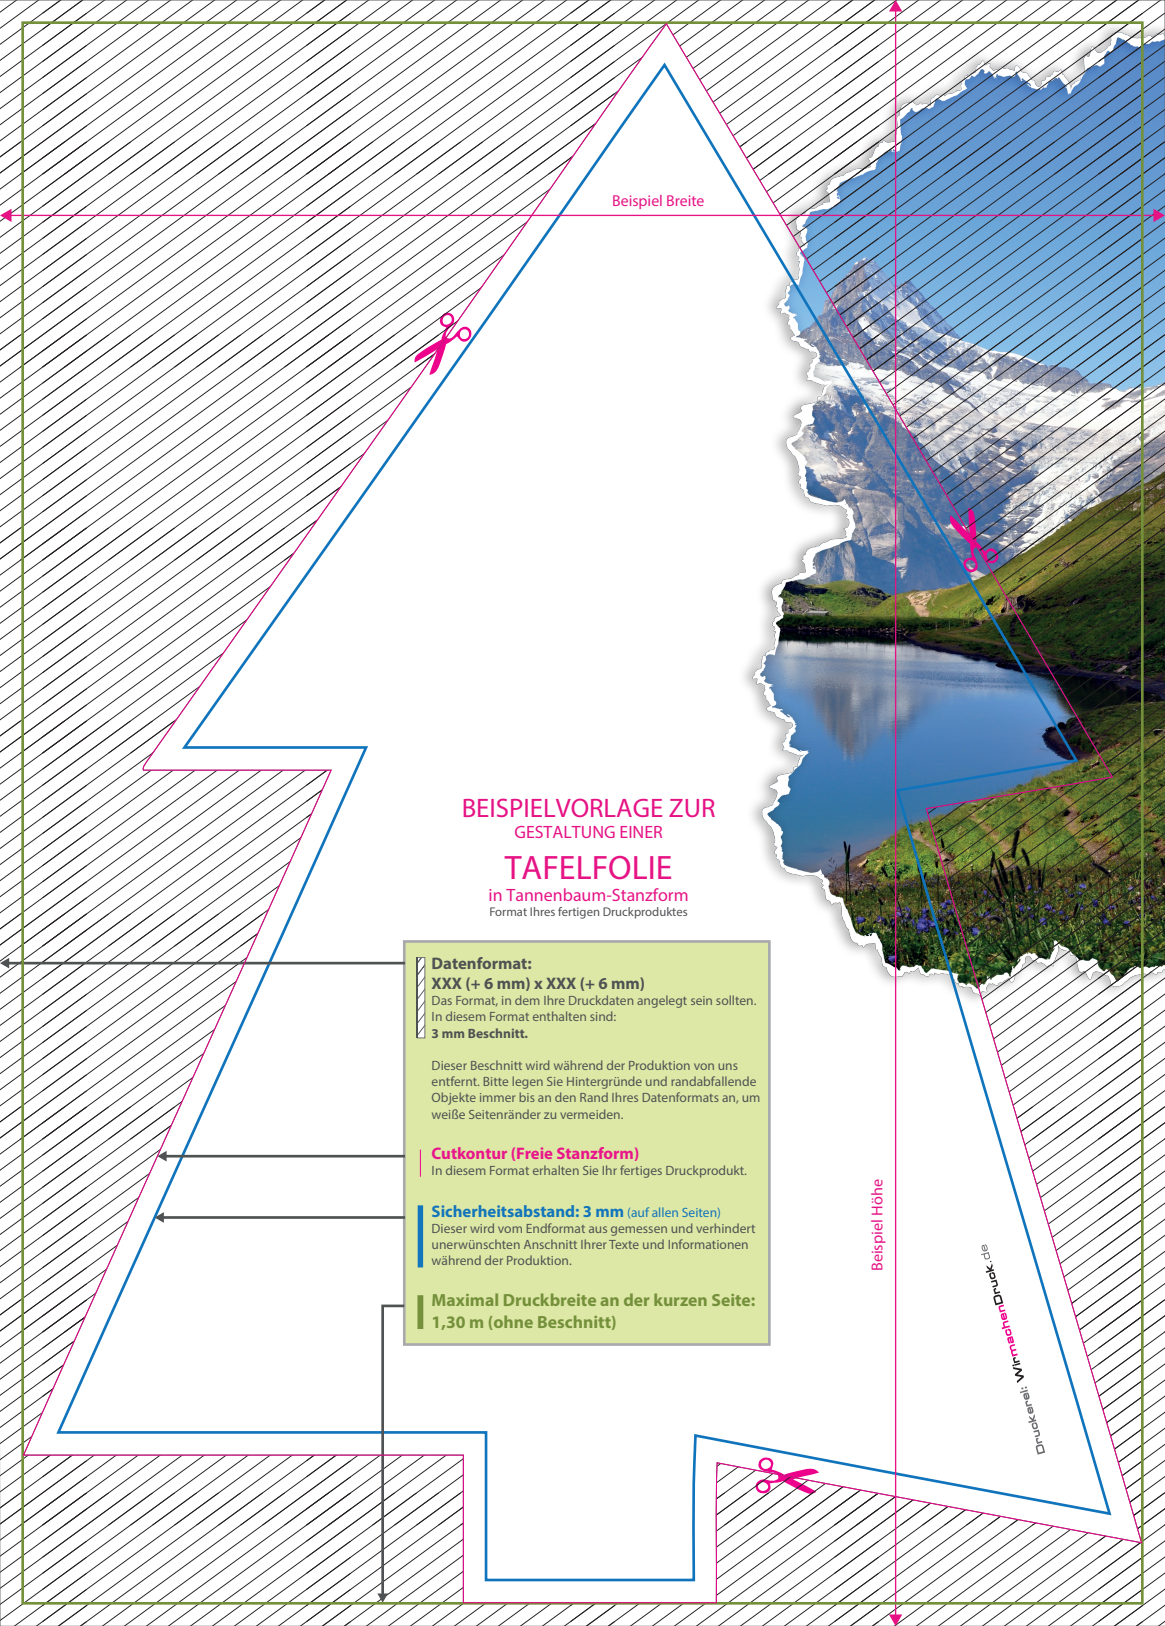 Beispiel Breite
BEISPIELVORLAGE ZUR
GESTALTUNG EINER
TAFELFOLIE
in Tannenbaum-Stanzform
Format Ihres fertigen Druckproduktes
Datenformat:
XXX (+ 6 mm) x XXX (+ 6 mm)
Das Format, in dem Ihre Druckdaten angelegt sein sollten.
In diesem Format enthalten sind:
3 mm Beschnitt.
Dieser Beschnitt wird während der Produktion von uns
entfernt. Bitte legen Sie Hintergründe und randabfallende
Objekte immer bis an den Rand Ihres Datenformats an, um
weiße Seitenränder zu vermeiden.
Cutkontur (Freie Stanzform)
In diesem Format erhalten Sie Ihr fertiges Druckprodukt.
Sicherheitsabstand: 3 mm (auf allen Seiten)
Dieser wird vom Endformat aus gemessen und verhindert
unerwünschten Anschnitt Ihrer Texte und Informationen
während der Produktion.
Maximal Druckbreite an der kurzen Seite:
1,30 m (ohne Beschnitt)
Beispiel Höhe
Druckerei: WirmachenDruck.de